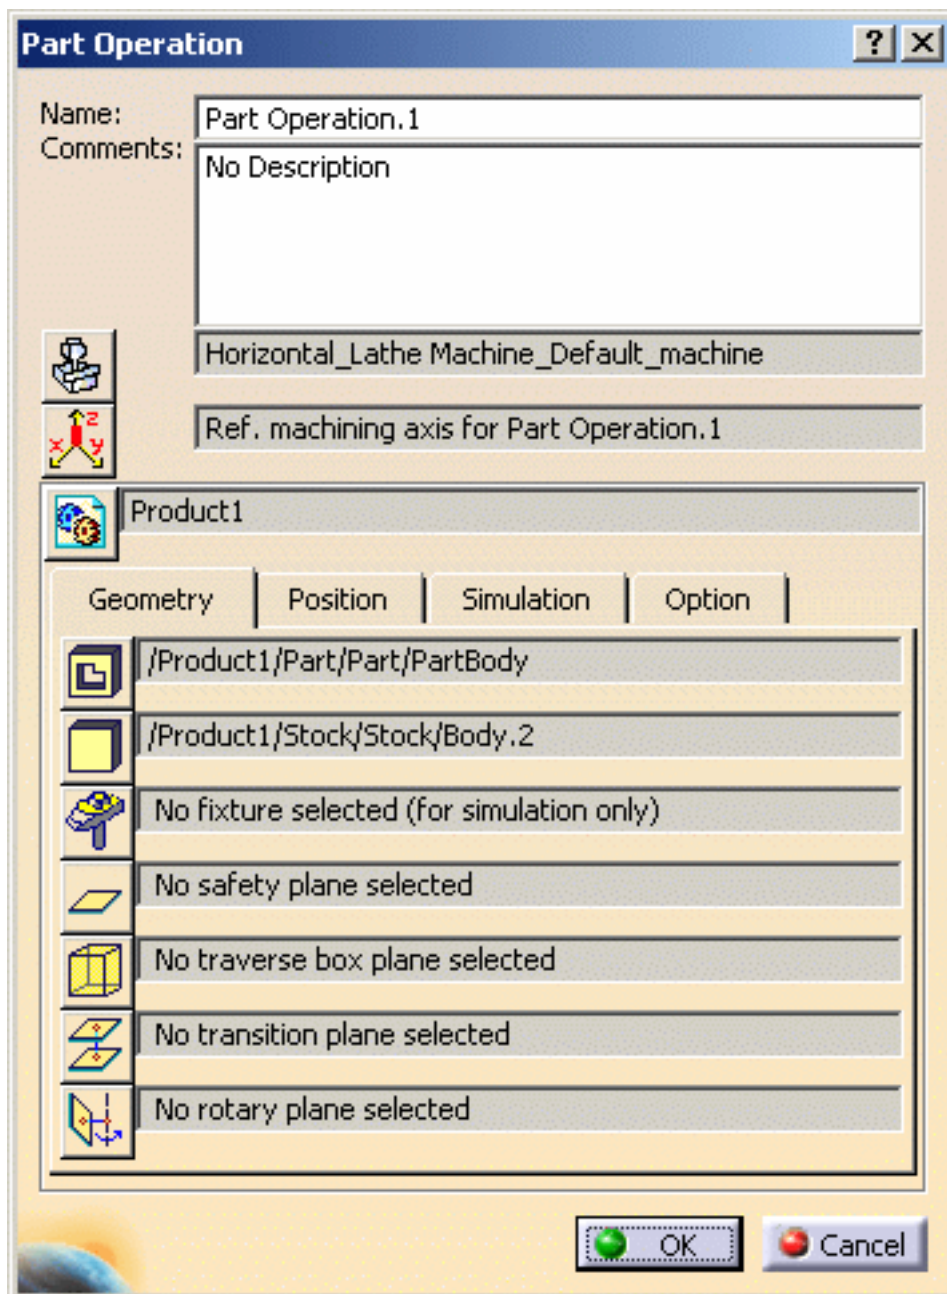 Part Operation
Name:
Part Operation.1
Comments:
No Description
Horizontal_Lathe Machine_Default_machine
z
x y
Ref. machining axis for Part Operation.1
Product1
Geometry Position Simulation Option
/Product1/Part/Part/PartBody
/Product1/Stock/Stock/Body.2
No fixture selected (for simulation only)
No safety plane selected
No traverse box plane selected
No transition plane selected
No rotary plane selected
OK Cancel